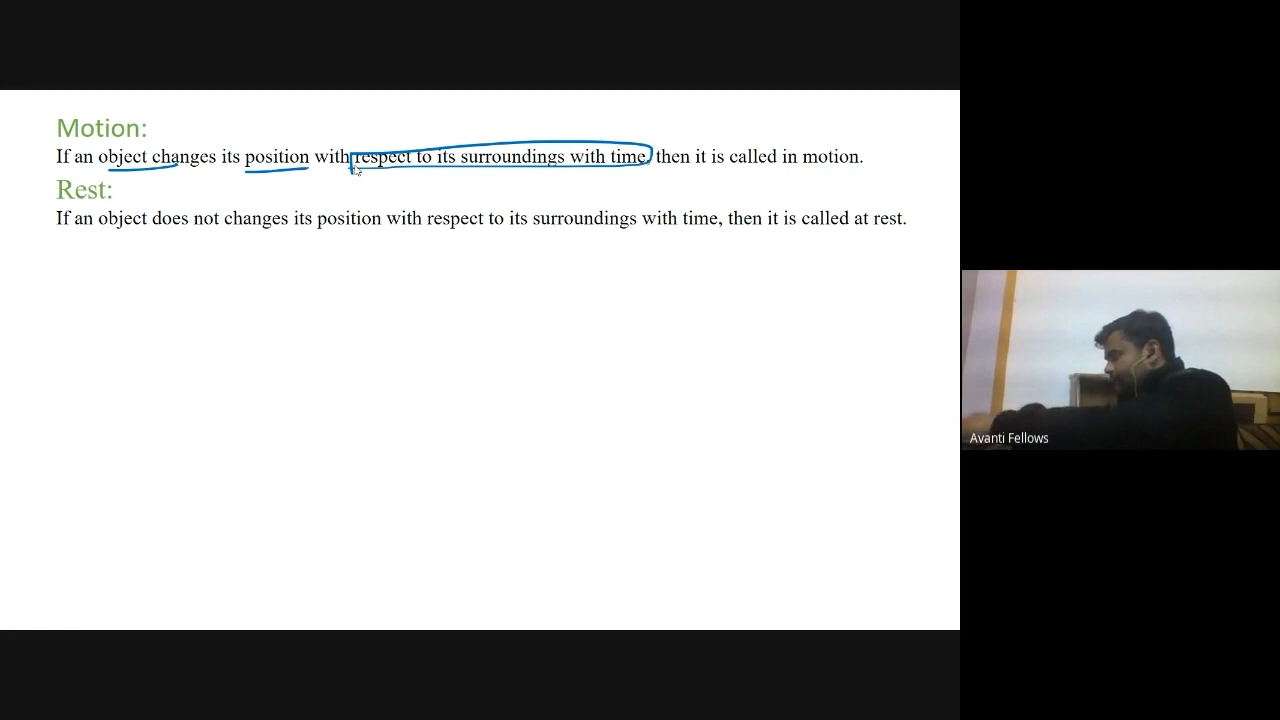 Motion:
If an object changes its position with respect to its surroundings with time, then it is called in motion.
Rest:
If an object does not changes its position with respect to its surroundings with time, then it is called at rest.
Avanti Fellows